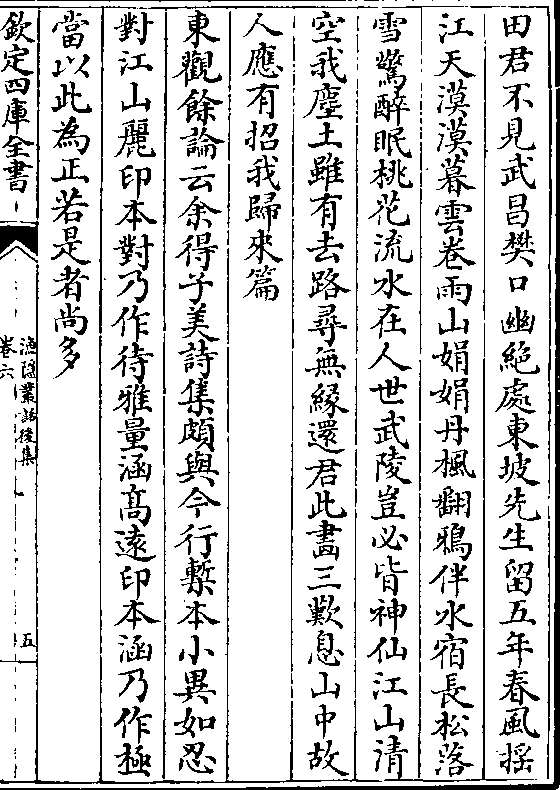 田君不見武昌樊口幽絶處東坡先生留五年春風揺
江天漠漠暮雲卷雨山娟娟丹楓翻鴉伴水宿長松落
雪驚醉眠桃花流水在人世武陵豈必皆神仙江山清
空我塵土雖有去路尋無縁還君此畫三歎息山中故
人應有招我歸來篇
東觀餘論云余得子美詩集頗與今行槧本小異如忍
對江山麗印本對乃作待雅量涵髙逺印本涵乃作極
當以此為正若是者尚多
欽定四庫全書
漁隠叢話後集
卷六
五